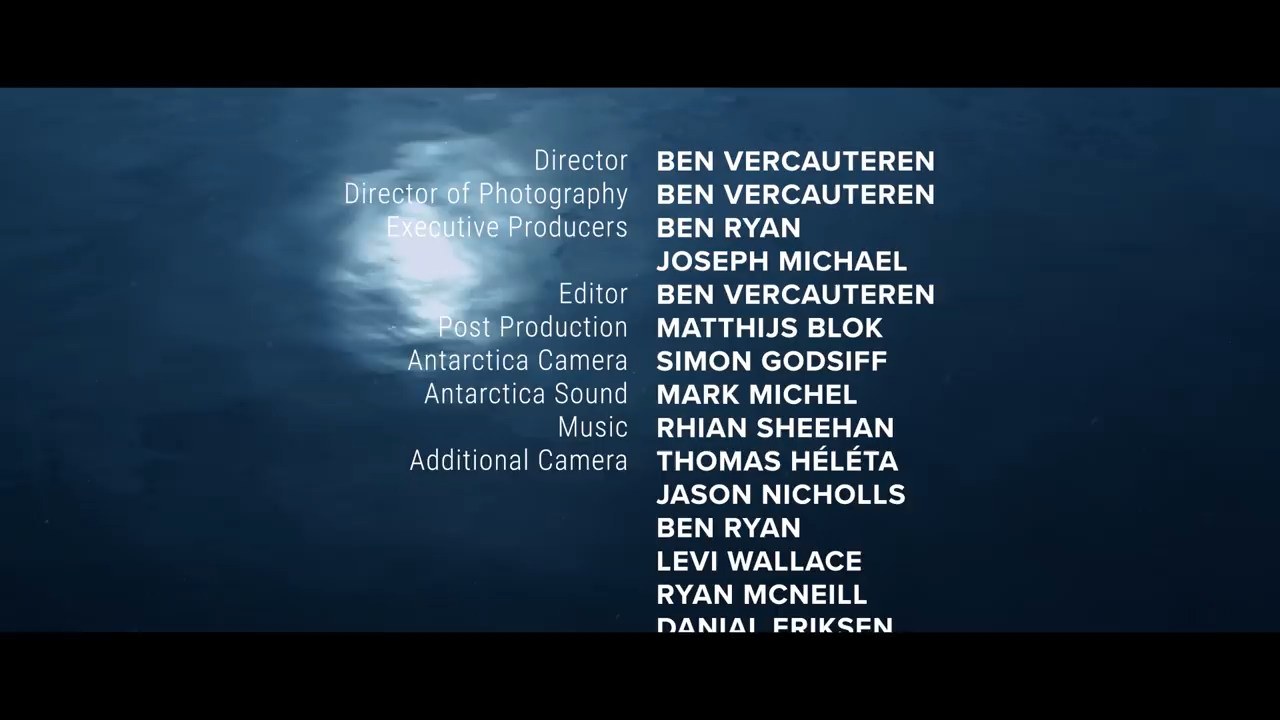 Director BEN VERCAUTEREN
Director of Photography BEN VERCAUTEREN
Executive Producers BEN RYAN
JOSEPH MICHAEL
Editor BEN VERCAUTEREN
Post Production MATTHIJS BLOK
Antarctica Camera SIMON GODSIFF
Antarctica Sound MARK MICHEL
Music RHIAN SHEEHAN
Additional Camera THOMAS HÉLÉTA
JASON NICHOLLS
BEN RYAN
LEVI WALLACE
RYAN MCNEILL
DANIAL ERIKSEN